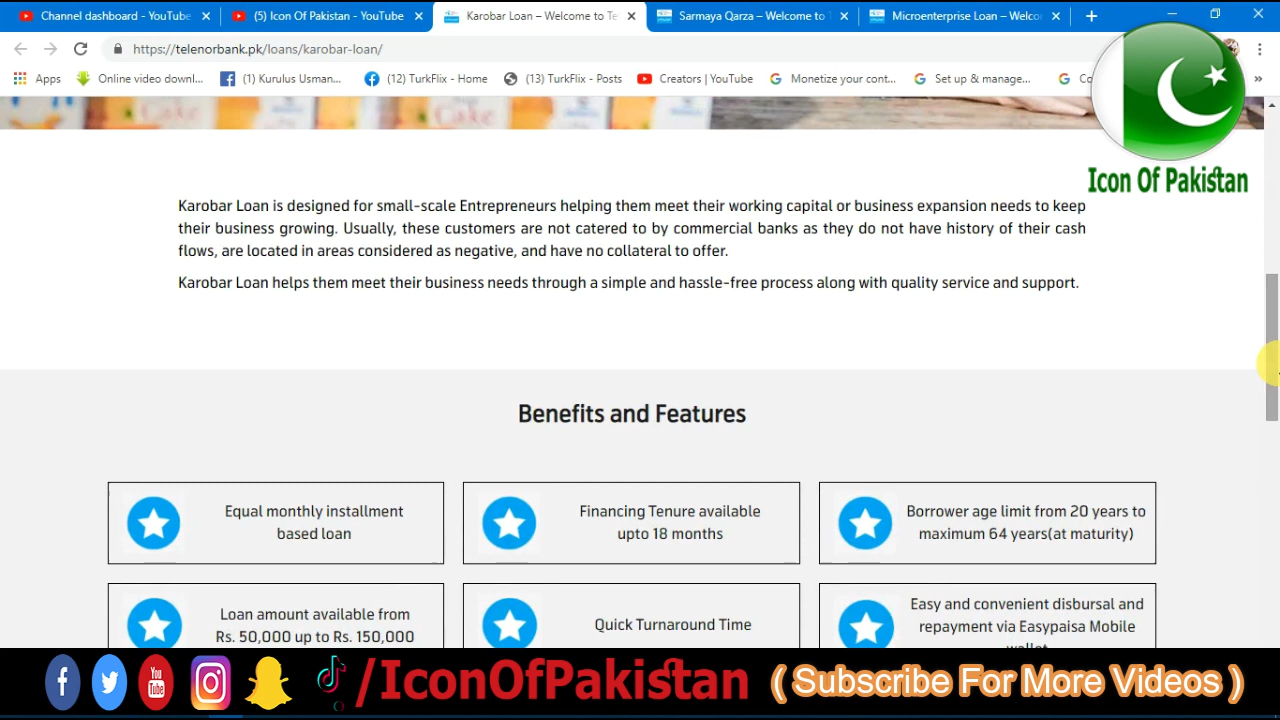 Channel dashboard - YouTube
(5) Icon Of Pakistan - YouTube
Karobar Loan – Welcome to Te
Sarmaya Qarza – Welcome to T
Microenterprise Loan – Welco
https://telenorbank.pk/loans/karobar-loan/
Apps
Online video downl...
(1) Kurulus Usman...
(12) TurkFlix - Home
(13) TurkFlix - Posts
Creators | YouTube
Monetize your cont...
Set up & manage...
Co
Cake
Cake
Icon Of Pakistan
Karobar Loan is designed for small-scale Entrepreneurs helping them meet their working capital or business expansion needs to keep
their business growing. Usually, these customers are not catered to by commercial banks as they do not have history of their cash
flows, are located in areas considered as negative, and have no collateral to offer.
Karobar Loan helps them meet their business needs through a simple and hassle-free process along with quality service and support.
Benefits and Features
Equal monthly installment
based loan
Financing Tenure available
upto 18 months
Borrower age limit from 20 years to
maximum 64 years(at maturity)
Loan amount available from
Rs. 50,000 up to Rs. 150,000
Quick Turnaround Time
Easy and convenient disbursal and
repayment via Easypaisa Mobile
wallet
You
Tube
/IconOfPakistan
( Subscribe For More Videos )